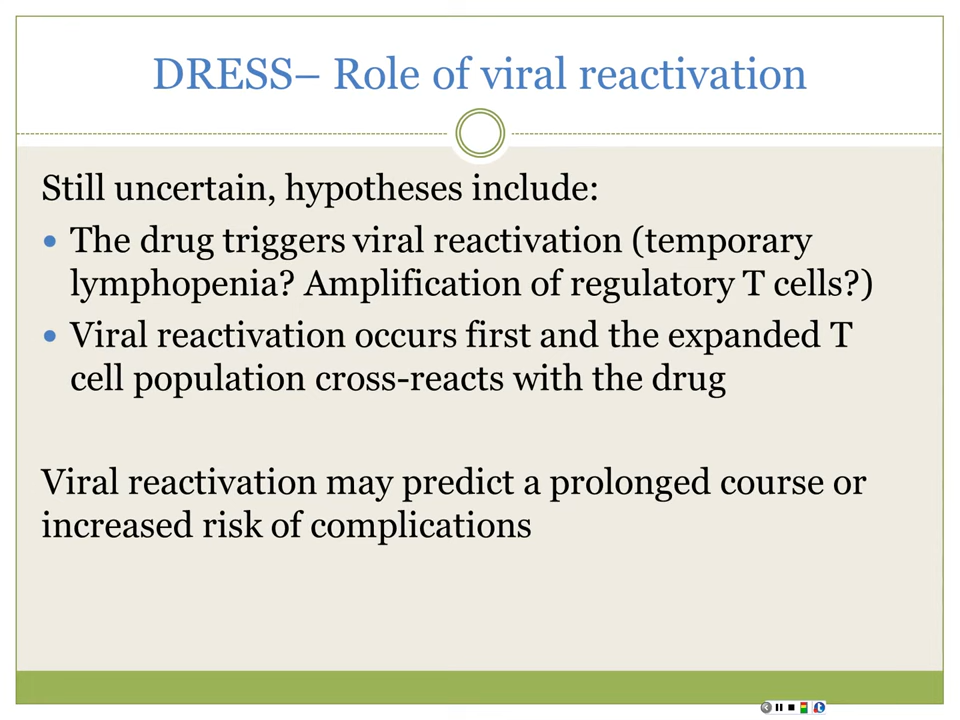 DRESS– Role of viral reactivation
Still uncertain, hypotheses include:
• The drug triggers viral reactivation (temporary
lymphopenia? Amplification of regulatory T cells?)
• Viral reactivation occurs first and the expanded T
cell population cross-reacts with the drug
Viral reactivation may predict a prolonged course or
increased risk of complications